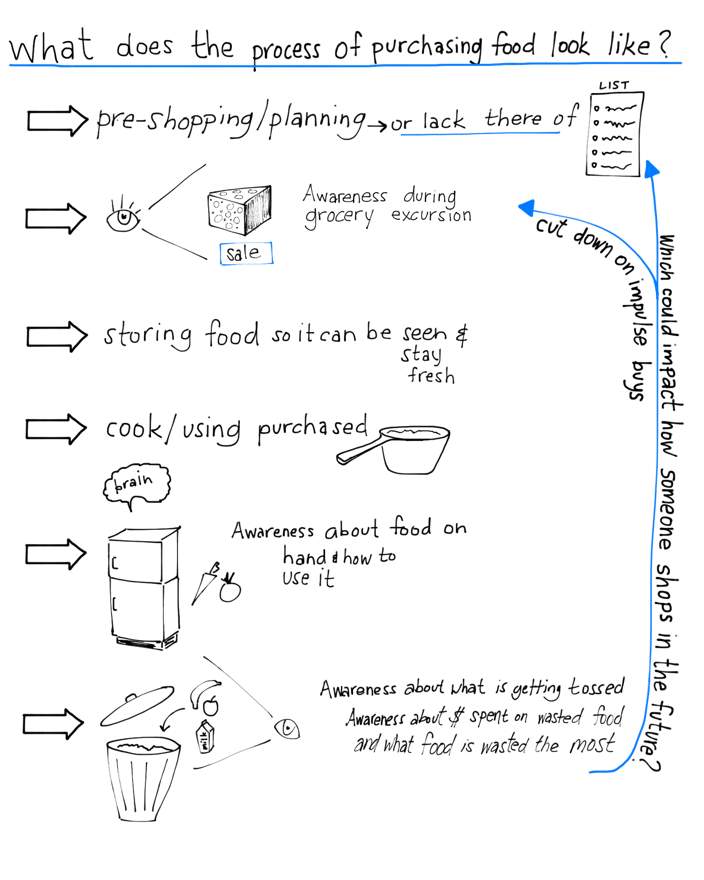 What does the process of purchasing food look like?
LIST
pre-shopping/planning → or lack there of
Awareness during
grocery excursion
sale
cut down on impulse buys
which could impact how someone shops in the future?
storing food so it can be seen &
stay
fresh
cook/using purchased
brain
Awareness about food on
hand & how to
use it
Awareness about what is getting tossed
Awareness about $ spent on wasted food
and what food is wasted the most
milk